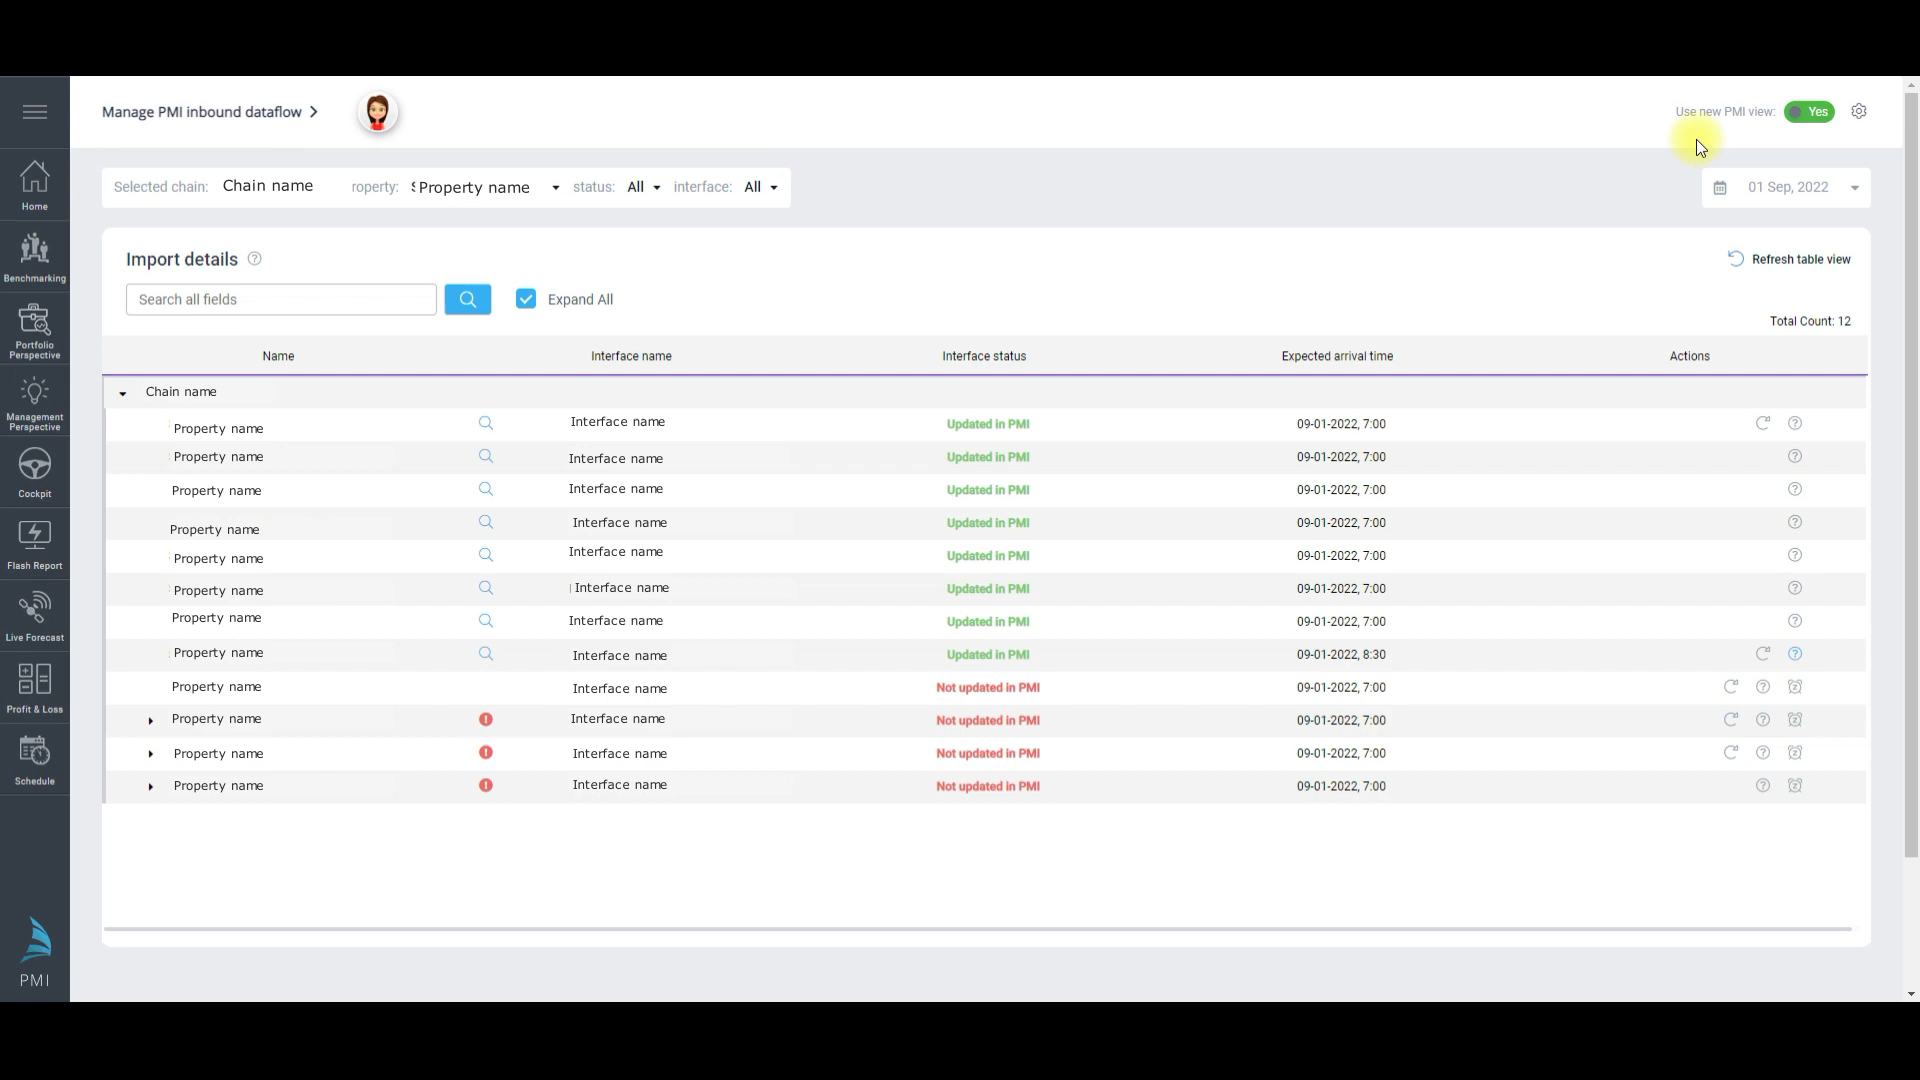 Manage PMI inbound dataflow
Use new PMI view: Yes
Selected chain: Chain name roperty: Property name status: All interface: All
01 Sep, 2022
Home
Benchmarking
Portfolio
Perspective
Management
Perspective
Cockpit
Flash Report
Live Forecast
Profit & Loss
Schedule
PMI
Import details
Refresh table view
Search all fields
Expand All
Total Count: 12
Name Interface name Interface status Expected arrival time Actions
Chain name
Property name Interface name Updated in PMI 09-01-2022, 7:00
Property name Interface name Updated in PMI 09-01-2022, 7:00
Property name Interface name Updated in PMI 09-01-2022, 7:00
Property name Interface name Updated in PMI 09-01-2022, 7:00
Property name Interface name Updated in PMI 09-01-2022, 7:00
Property name Interface name Updated in PMI 09-01-2022, 7:00
Property name Interface name Updated in PMI 09-01-2022, 7:00
Property name Interface name Updated in PMI 09-01-2022, 8:30
Property name Interface name Not updated in PMI 09-01-2022, 7:00
Property name Interface name Not updated in PMI 09-01-2022, 7:00
Property name Interface name Not updated in PMI 09-01-2022, 7:00
Property name Interface name Not updated in PMI 09-01-2022, 7:00